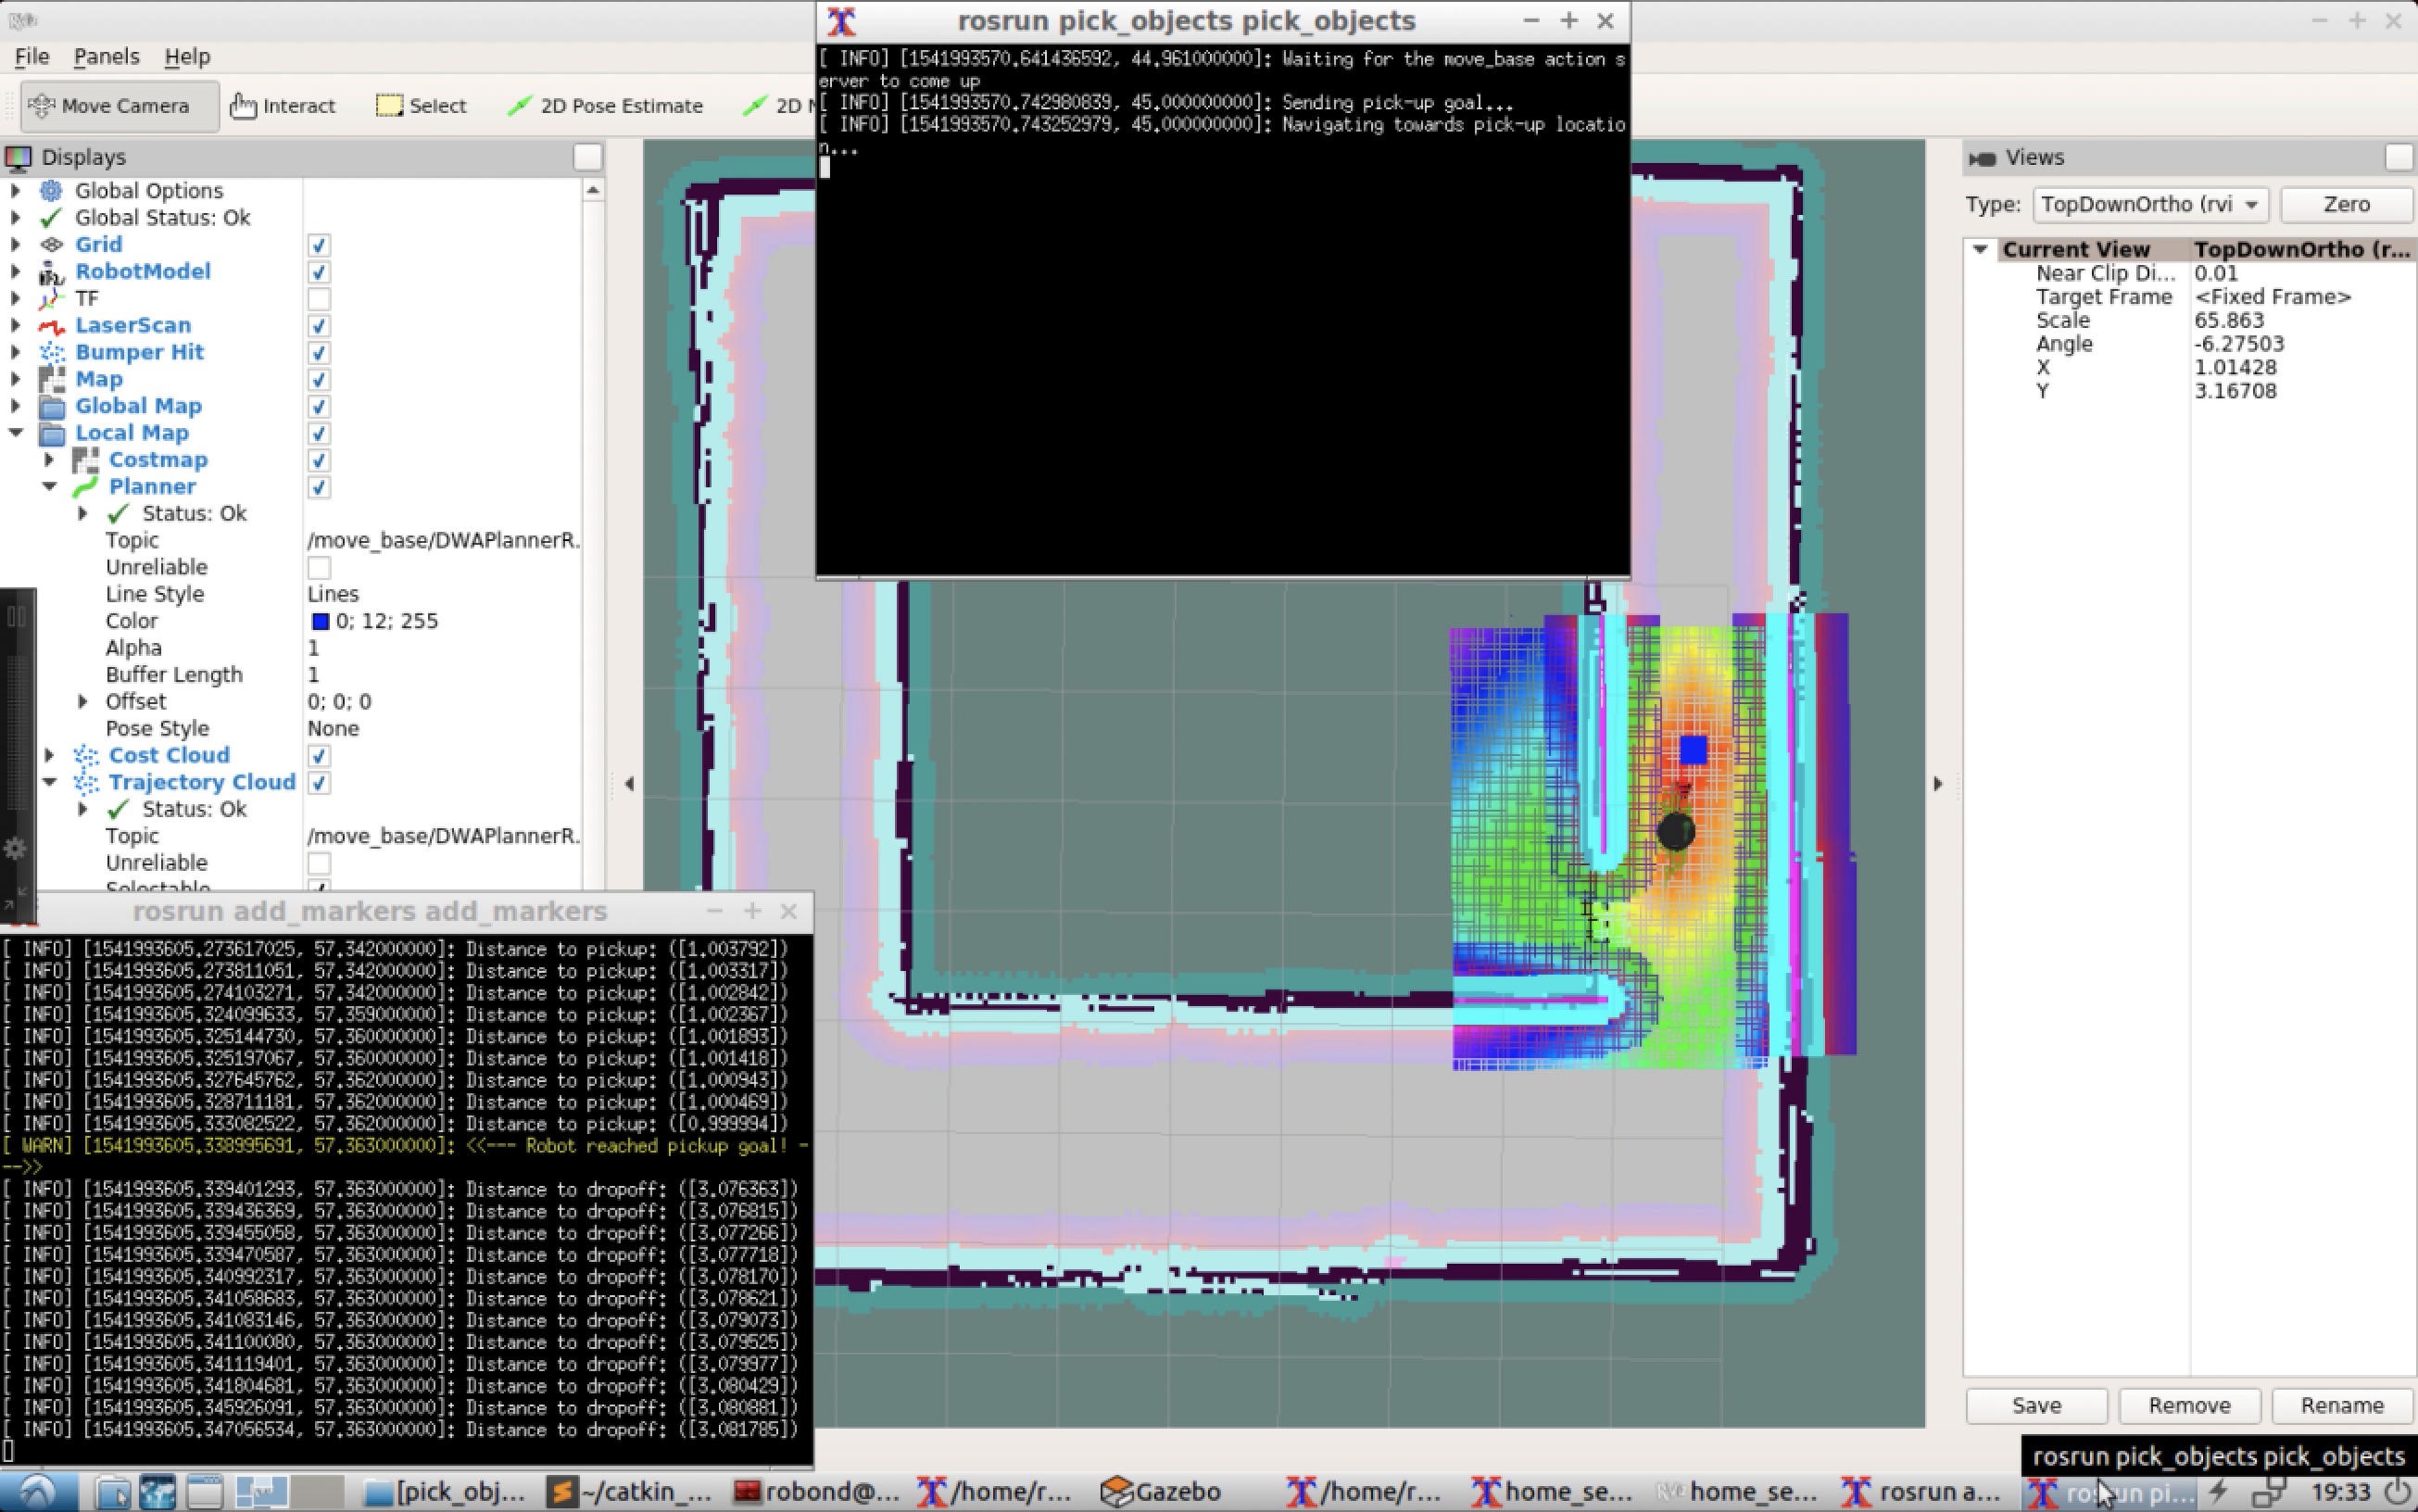 rosrun pick_objects pick_objects
[ INFO] [1541993570.641436592, 44.961000000]: Waiting for the move_base action s
erver to come up
[ INFO] [1541993570.742980839, 45.000000000]: Sending pick-up goal...
[ INFO] [1541993570.743252979, 45.000000000]: Navigating towards pick-up locatio
n...
File Panels Help
Move Camera Interact Select 2D Pose Estimate 2D N
Displays
Global Options
Global Status: Ok
Grid
RobotModel
TF
LaserScan
Bumper Hit
Map
Global Map
Local Map
Costmap
Planner
Status: Ok
Topic /move_base/DWAPlannerR.
Unreliable
Line Style Lines
Color 0; 12; 255
Alpha 1
Buffer Length 1
Offset 0; 0; 0
Pose Style None
Cost Cloud
Trajectory Cloud
Status: Ok
Topic /move_base/DWAPlannerR.
Unreliable
Selectable
Views
Type: TopDownOrtho (rvi Zero
Current View TopDownOrtho (r...
Near Clip Di... 0.01
Target Frame <Fixed Frame>
Scale 65.863
Angle -6.27503
X 1.01428
Y 3.16708
Save Remove Rename
rosrun add_markers add_markers
[ INFO] [1541993605.273617025, 57.342000000]: Distance to pickup: ([1.003792])
[ INFO] [1541993605.273811051, 57.342000000]: Distance to pickup: ([1.003317])
[ INFO] [1541993605.274103271, 57.342000000]: Distance to pickup: ([1.002842])
[ INFO] [1541993605.324099633, 57.359000000]: Distance to pickup: ([1.002367])
[ INFO] [1541993605.325144730, 57.360000000]: Distance to pickup: ([1.001893])
[ INFO] [1541993605.325197067, 57.360000000]: Distance to pickup: ([1.001418])
[ INFO] [1541993605.327645762, 57.362000000]: Distance to pickup: ([1.000943])
[ INFO] [1541993605.328711181, 57.362000000]: Distance to pickup: ([1.000469])
[ INFO] [1541993605.333082522, 57.362000000]: Distance to pickup: ([0.999994])
[ WARN] [1541993605.338995691, 57.363000000]: <<--- Robot reached pickup goal! -
-->>
[ INFO] [1541993605.339401293, 57.363000000]: Distance to dropoff: ([3.076363])
[ INFO] [1541993605.339436369, 57.363000000]: Distance to dropoff: ([3.076815])
[ INFO] [1541993605.339455058, 57.363000000]: Distance to dropoff: ([3.077266])
[ INFO] [1541993605.339470587, 57.363000000]: Distance to dropoff: ([3.077718])
[ INFO] [1541993605.340992317, 57.363000000]: Distance to dropoff: ([3.078170])
[ INFO] [1541993605.341058683, 57.363000000]: Distance to dropoff: ([3.078621])
[ INFO] [1541993605.341083146, 57.363000000]: Distance to dropoff: ([3.079073])
[ INFO] [1541993605.341100080, 57.363000000]: Distance to dropoff: ([3.079525])
[ INFO] [1541993605.341119401, 57.363000000]: Distance to dropoff: ([3.079977])
[ INFO] [1541993605.341804681, 57.363000000]: Distance to dropoff: ([3.080429])
[ INFO] [1541993605.345926091, 57.363000000]: Distance to dropoff: ([3.080881])
[ INFO] [1541993605.347056534, 57.363000000]: Distance to dropoff: ([3.081785])
rosrun pick_objects pick_objects
[pick_obj... ~/catkin_... robond@... /home/r... Gazebo /home/r... home_se... home_se... rosrun a... rosrun pi... 19:33